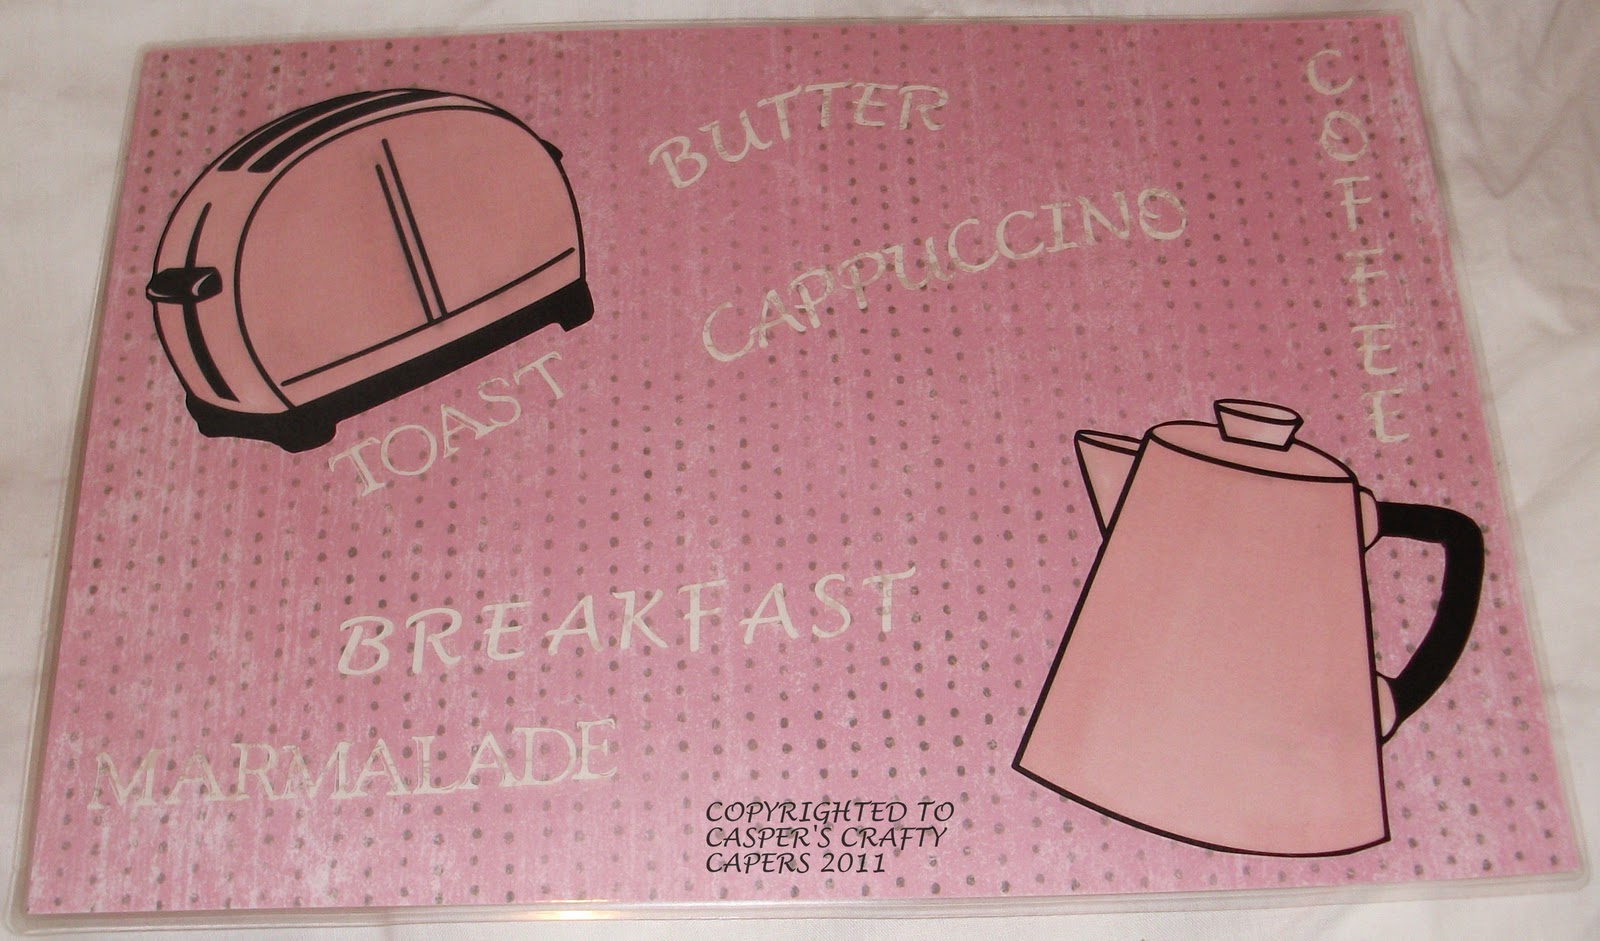 BUTTER
COFFEE
CAPPUCCINO
TOAST
BREAKFAST
MARMALADE
COPYRIGHTED TO
CASPER'S CRAFTY
CAPERS 2011